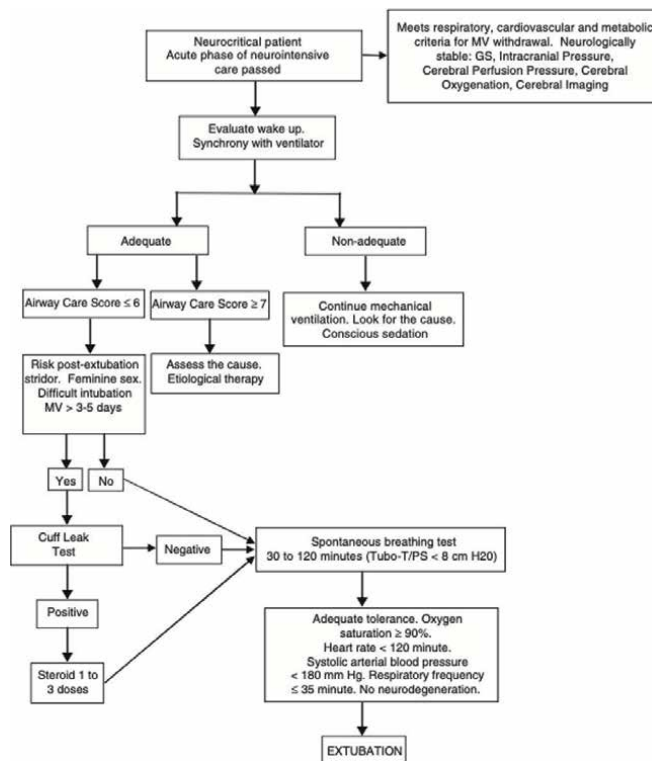 Neurocritical patient
Acute phase of neurointensive
care passed
Meets respiratory, cardiovascular and metabolic
criteria for MV withdrawal. Neurologically
stable: GS, Intracranial Pressure,
Cerebral Perfusion Pressure, Cerebral
Oxygenation, Cerebral Imaging
Evaluate wake up.
Synchrony with ventilator
Adequate
Non-adequate
Airway Care Score ≤ 6
Airway Care Score ≥ 7
Continue mechanical
ventilation. Look for the cause.
Conscious sedation
Risk post-extubation
stridor. Feminine sex.
Difficult intubation
MV > 3-5 days
Assess the cause.
Etiological therapy
Yes
No
Cuff Leak
Test
Negative
Spontaneous breathing test
30 to 120 minutes (Tubo-T/PS < 8 cm H20)
Positive
Steroid 1 to
3 doses
Adequate tolerance. Oxygen
saturation ≥ 90%.
Heart rate < 120 minute.
Systolic arterial blood pressure
< 180 mm Hg. Respiratory frequency
≤ 35 minute. No neurodegeneration.
EXTUBATION